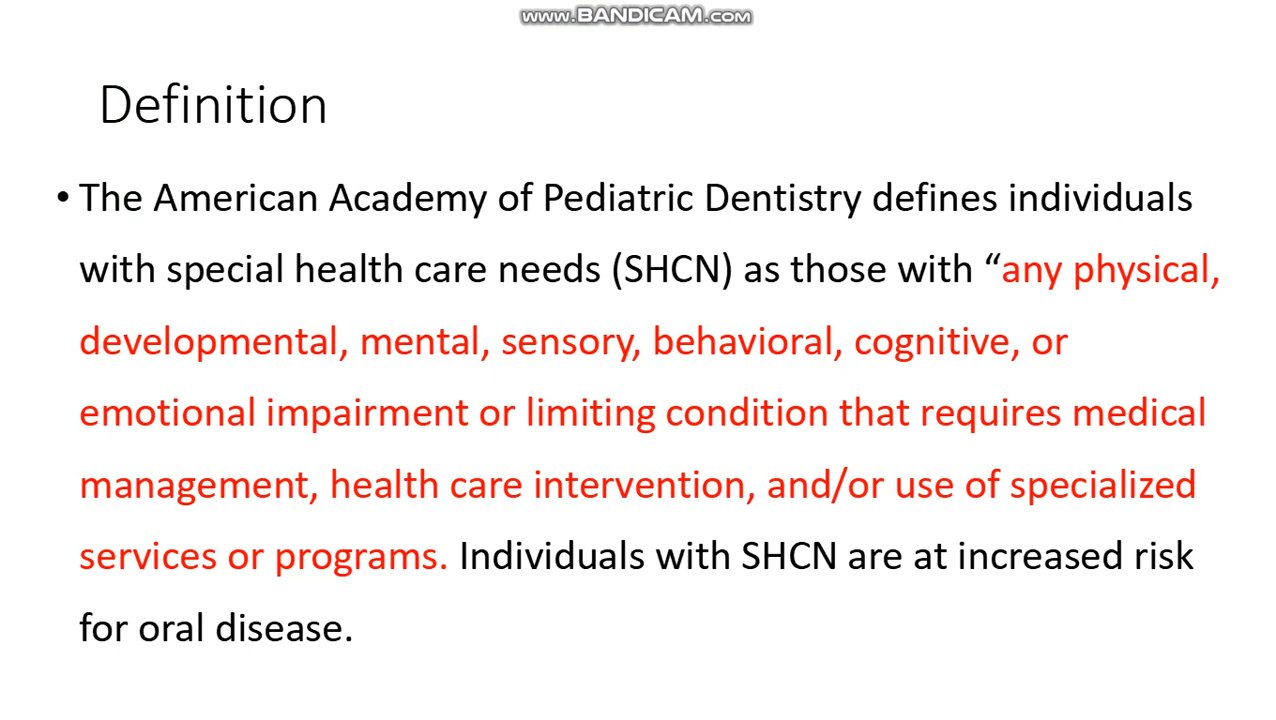 www.BANDICAM.com
Definition
• The American Academy of Pediatric Dentistry defines individuals
with special health care needs (SHCN) as those with “any physical,
developmental, mental, sensory, behavioral, cognitive, or
emotional impairment or limiting condition that requires medical
management, health care intervention, and/or use of specialized
services or programs. Individuals with SHCN are at increased risk
for oral disease.